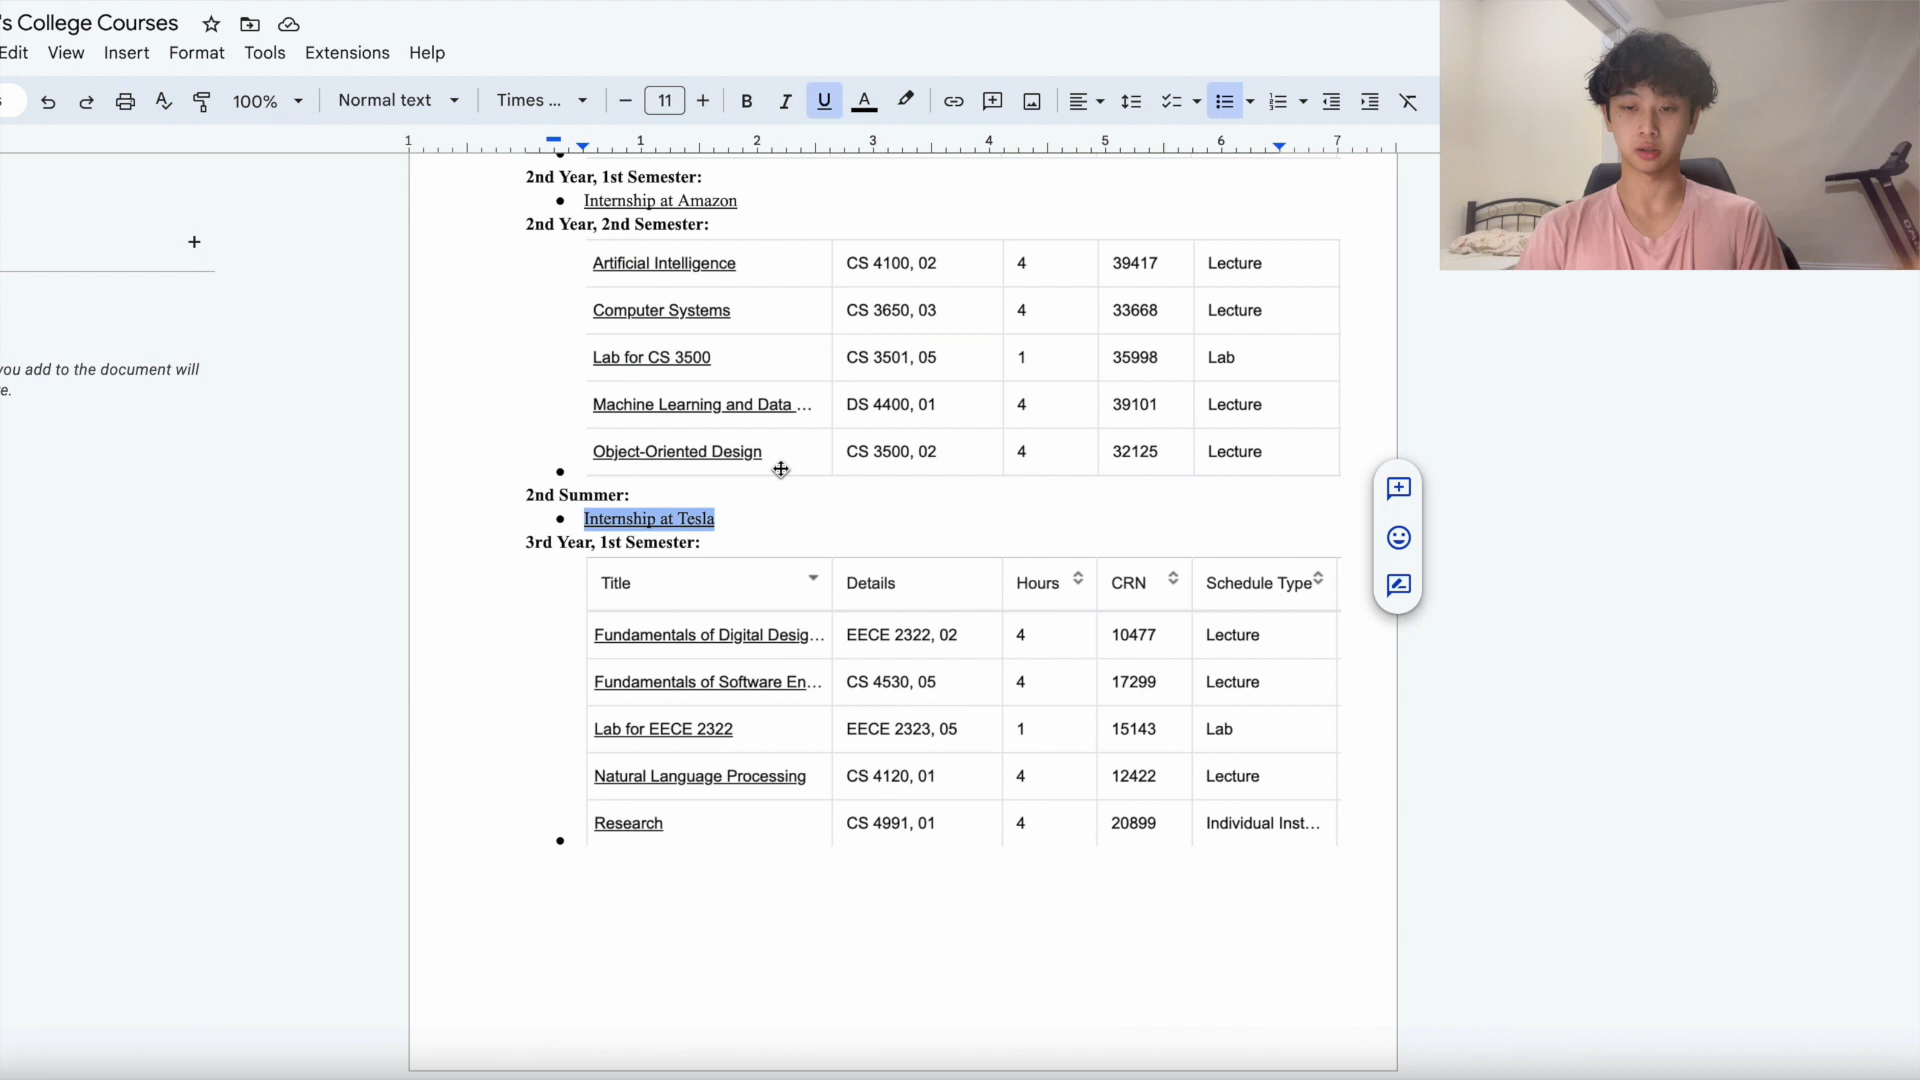 's College Courses
Edit View Insert Format Tools Extensions Help
100% Normal text Times ... 11 B I U A
1 1 2 3 4 5 6 7
2nd Year, 1st Semester:
● Internship at Amazon
2nd Year, 2nd Semester:
Artificial Intelligence CS 4100, 02 4 39417 Lecture
Computer Systems CS 3650, 03 4 33668 Lecture
Lab for CS 3500 CS 3501, 05 1 35998 Lab
Machine Learning and Data ... DS 4400, 01 4 39101 Lecture
Object-Oriented Design CS 3500, 02 4 32125 Lecture
2nd Summer:
● Internship at Tesla
3rd Year, 1st Semester:
Title Details Hours CRN Schedule Type
Fundamentals of Digital Desig... EECE 2322, 02 4 10477 Lecture
Fundamentals of Software En... CS 4530, 05 4 17299 Lecture
Lab for EECE 2322 EECE 2323, 05 1 15143 Lab
Natural Language Processing CS 4120, 01 4 12422 Lecture
Research CS 4991, 01 4 20899 Individual Inst...
you add to the document will
e.